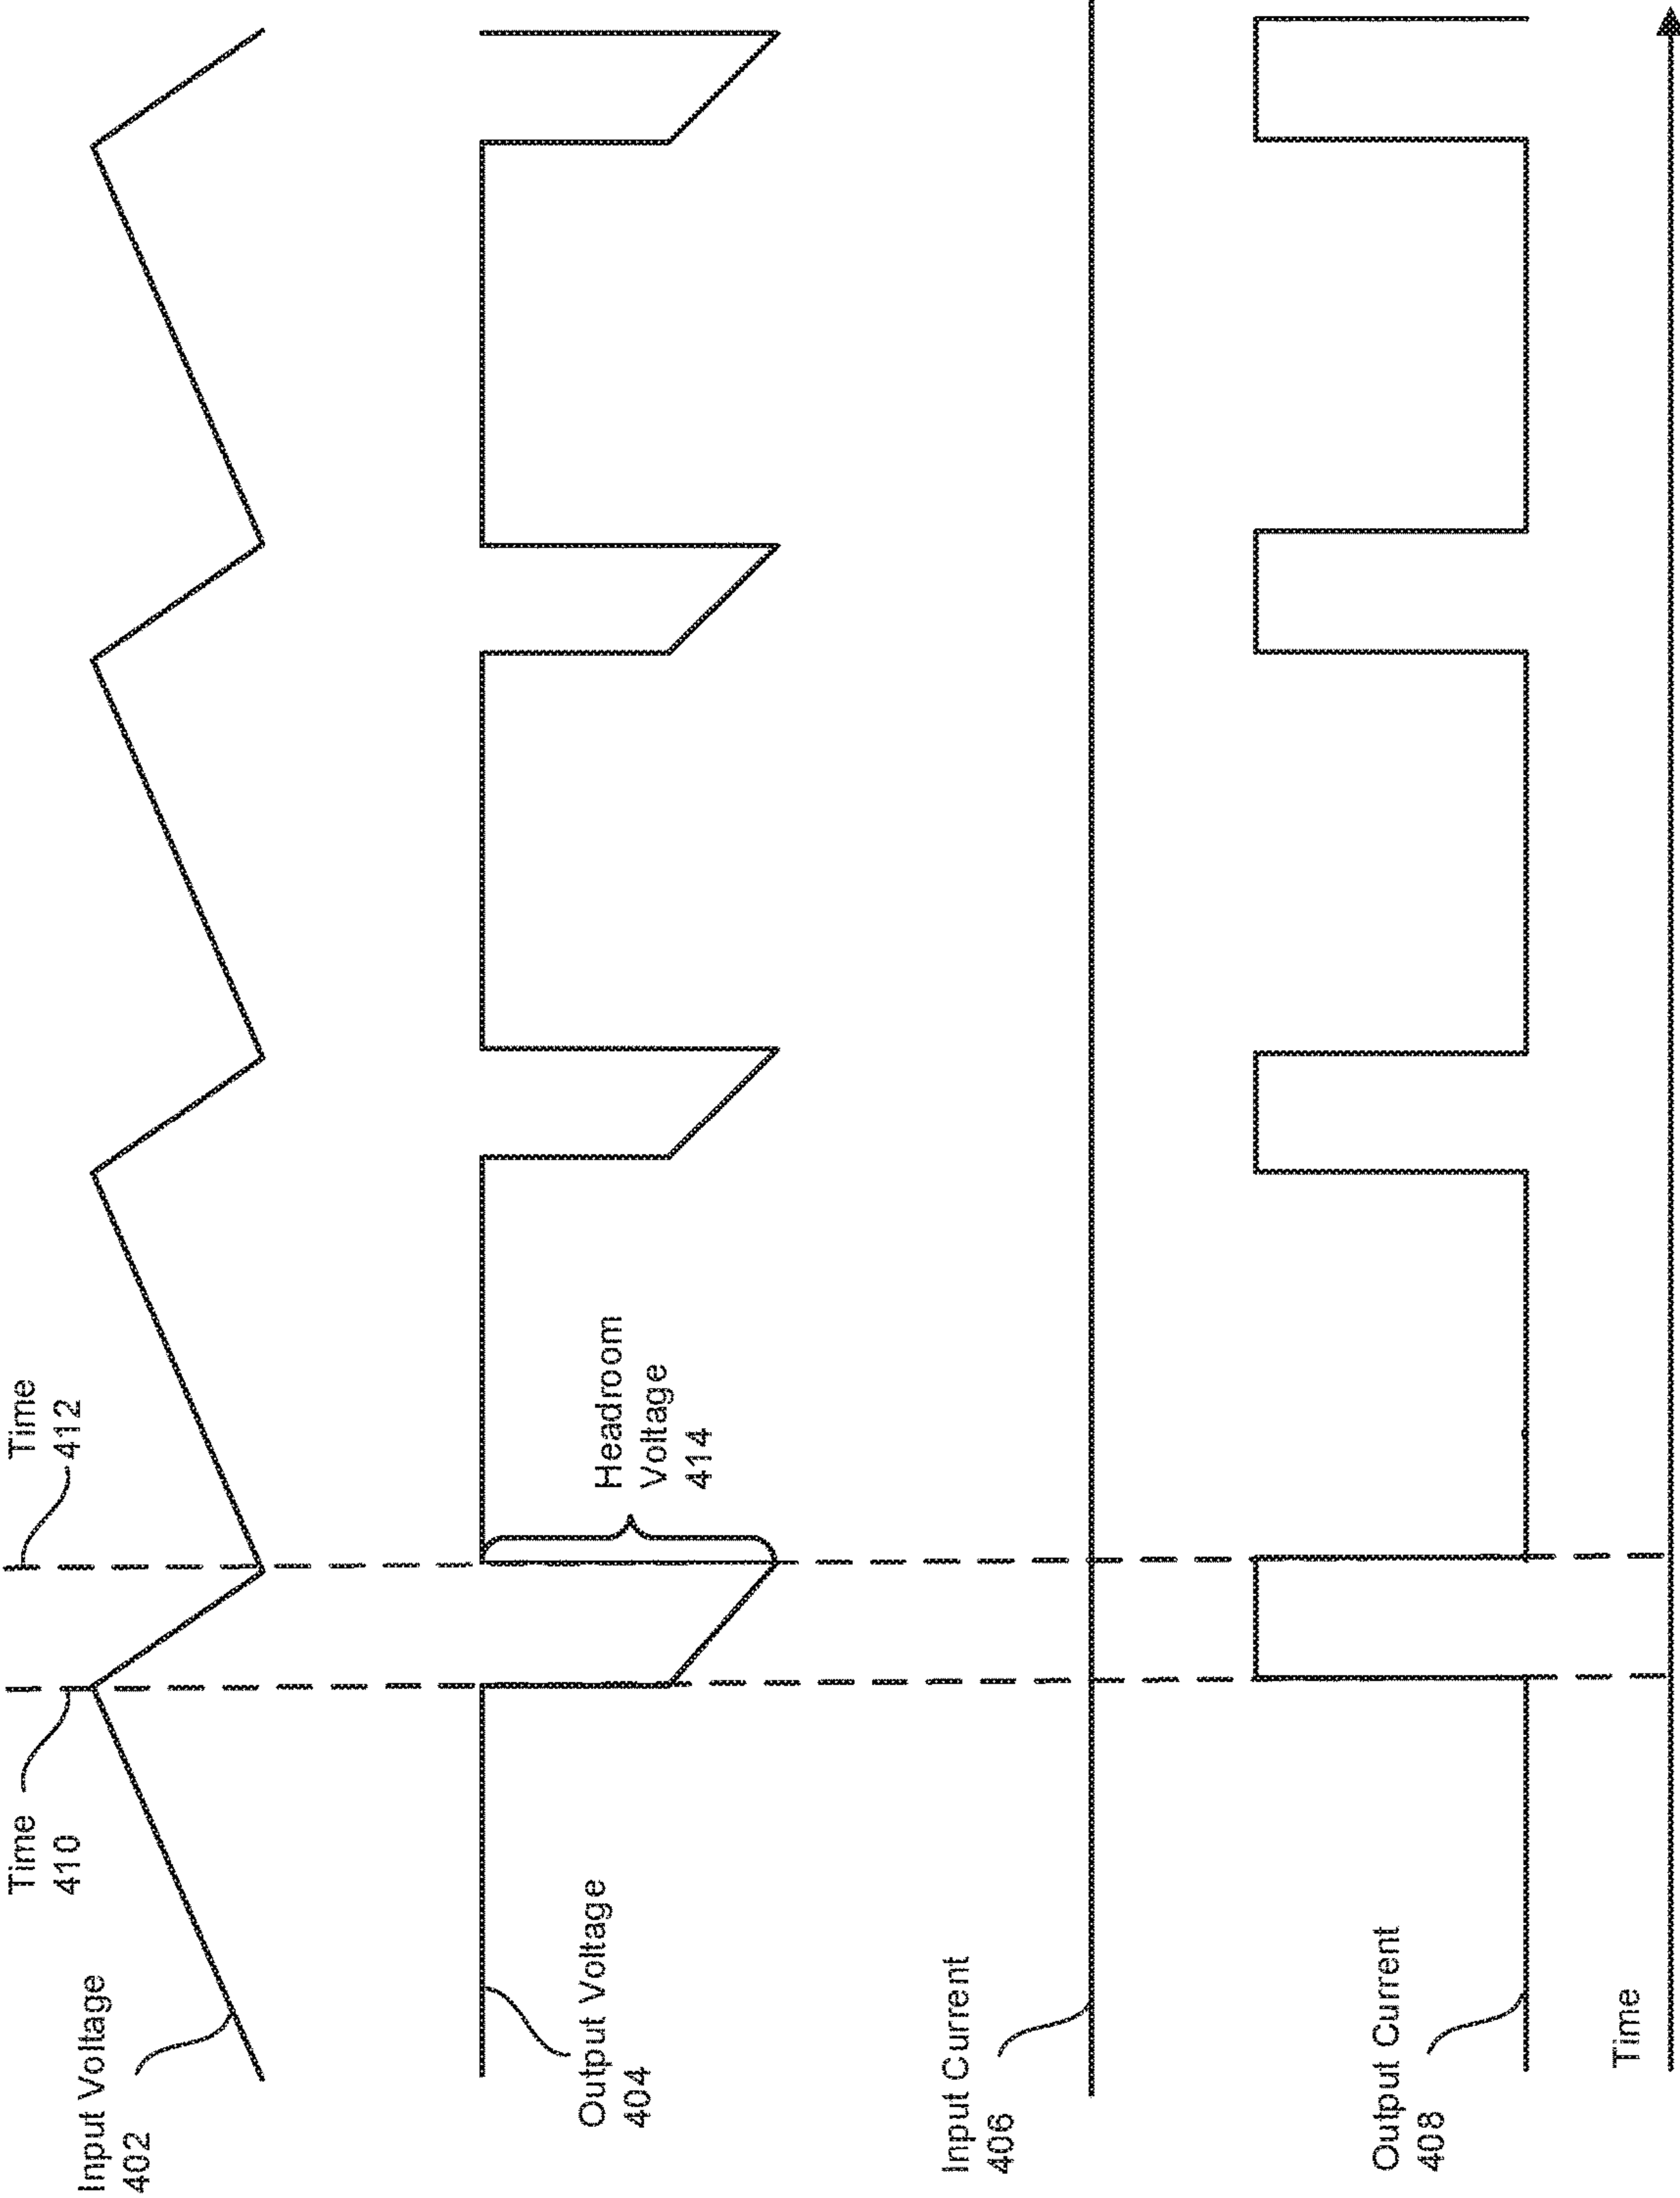 Time
410
Time
412
Input Voltage
402
Output Voltage
404
Headroom
Voltage
414
Input Current
406
Output Current
408
Time